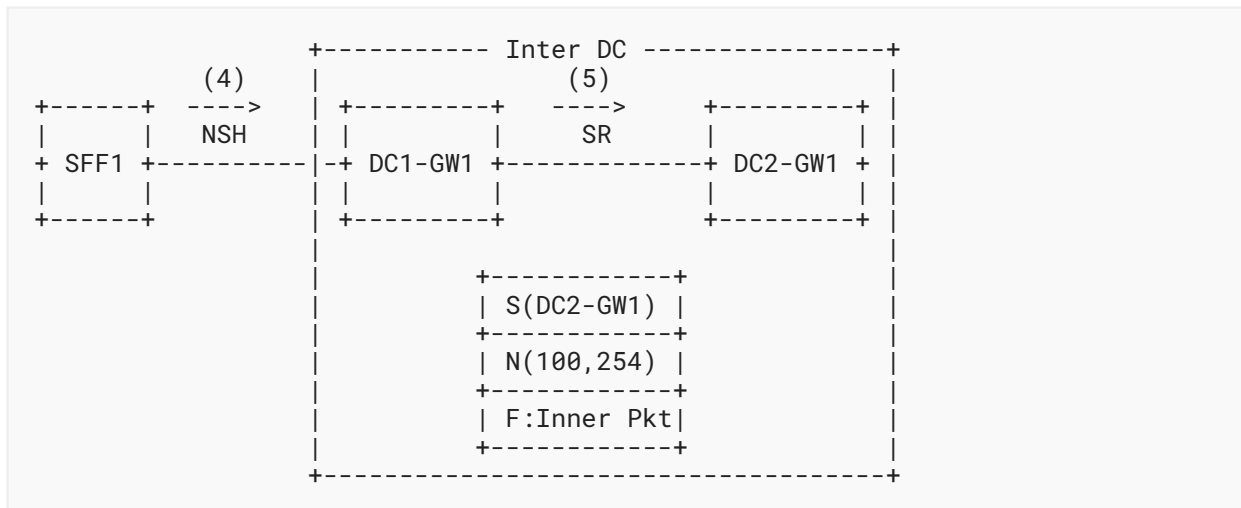 +----------- Inter DC ----------------+
              (4)     |                  (5)                |
+------+  ---->    | +---------+   ---->      +---------+ |
|      |   NSH     | |         |     SR       |         | |
+ SFF1 +----------|-+ DC1-GW1 +-------------+ DC2-GW1 + |
|      |           | |         |              |         | |
+------+           | +---------+              +---------+ |
|                                     |
|          +------------+             |
|          | S(DC2-GW1) |             |
|          +------------+             |
|          | N(100,254) |             |
|          +------------+             |
|          | F:Inner Pkt|             |
|          +------------+             |
+-------------------------------------+